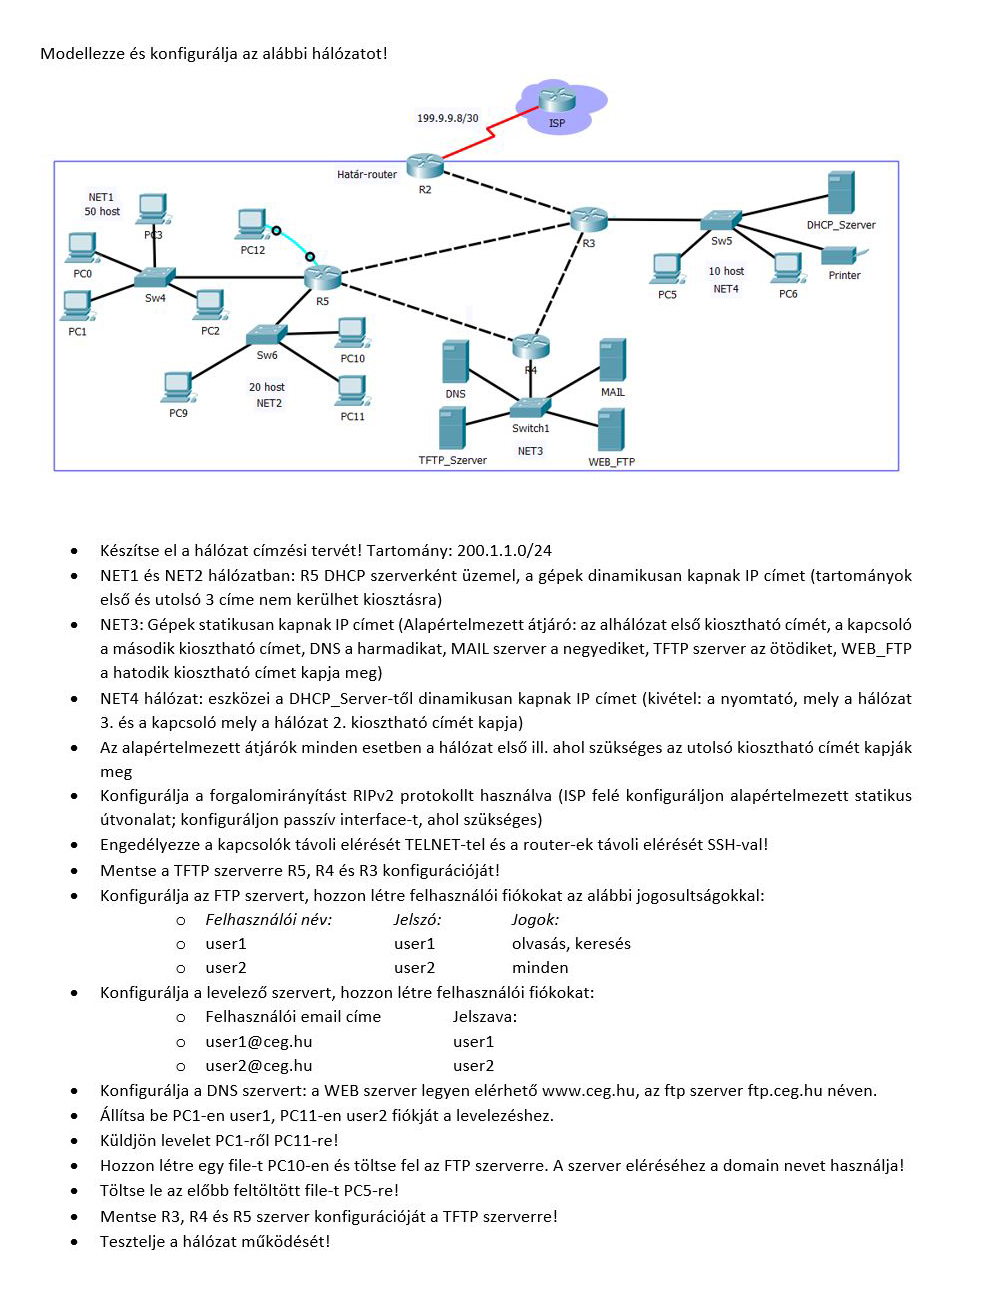 Modellezze és konfigurálja az alábbi hálózatot!
199.9.9.8/30
ISP
Határ-router
R2
NET1
50 host
PC3
PC12
R3
DHCP_Szerver
PC0
Sw4
R5
Sw5
10 host
NET4
Printer
PC5
PC6
PC1
PC2
Sw6
PC10
R4
20 host
NET2
DNS
MAIL
PC9
PC11
Switch1
NET3
TFTP_Szerver
WEB_FTP
• Készítse el a hálózat címzési tervét! Tartomány: 200.1.1.0/24
• NET1 és NET2 hálózatban: R5 DHCP szerverként üzemel, a gépek dinamikusan kapnak IP címet (tartományok
első és utolsó 3 címe nem kerülhet kiosztásra)
• NET3: Gépek statikusan kapnak IP címet (Alapértelmezett átjáró: az alhálózat első kiosztható címét, a kapcsoló
a második kiosztható címet, DNS a harmadikat, MAIL szerver a negyediket, TFTP szerver az ötödiket, WEB_FTP
a hatodik kiosztható címet kapja meg)
• NET4 hálózat: eszközei a DHCP_Server-től dinamikusan kapnak IP címet (kivétel: a nyomtató, mely a hálózat
3. és a kapcsoló mely a hálózat 2. kiosztható címét kapja)
• Az alapértelmezett átjárók minden esetben a hálózat első ill. ahol szükséges az utolsó kiosztható címét kapják
meg
• Konfigurálja a forgalomirányítást RIPv2 protokollt használva (ISP felé konfiguráljon alapértelmezett statikus
útvonalat; konfiguráljon passzív interface-t, ahol szükséges)
• Engedélyezze a kapcsolók távoli elérését TELNET-tel és a router-ek távoli elérését SSH-val!
• Mentse a TFTP szerverre R5, R4 és R3 konfigurációját!
• Konfigurálja az FTP szervert, hozzon létre felhasználói fiókokat az alábbi jogosultságokkal:
o Felhasználói név: Jelszó: Jogok:
o user1 user1 olvasás, keresés
o user2 user2 minden
• Konfigurálja a levelező szervert, hozzon létre felhasználói fiókokat:
o Felhasználói email címe Jelszava:
o user1@ceg.hu user1
o user2@ceg.hu user2
• Konfigurálja a DNS szervert: a WEB szerver legyen elérhető www.ceg.hu, az ftp szerver ftp.ceg.hu néven.
• Állítsa be PC1-en user1, PC11-en user2 fiókját a levelezéshez.
• Küldjön levelet PC1-ről PC11-re!
• Hozzon létre egy file-t PC10-en és töltse fel az FTP szerverre. A szerver eléréséhez a domain nevet használja!
• Töltse le az előbb feltöltött file-t PC5-re!
• Mentse R3, R4 és R5 szerver konfigurációját a TFTP szerverre!
• Tesztelje a hálózat működését!